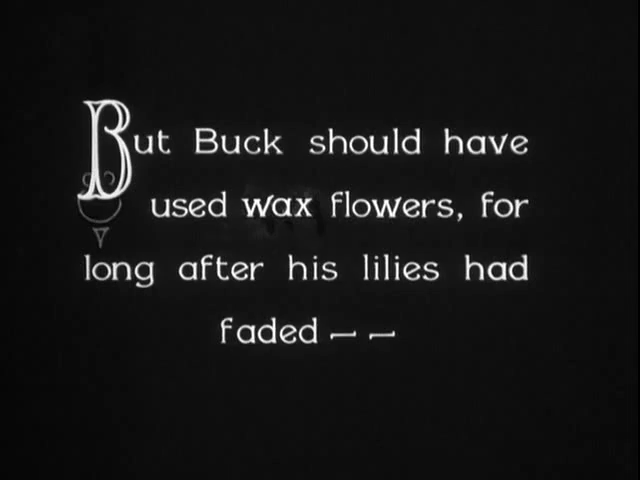 But Buck should have
used wax flowers, for
long after his lilies had
faded — —